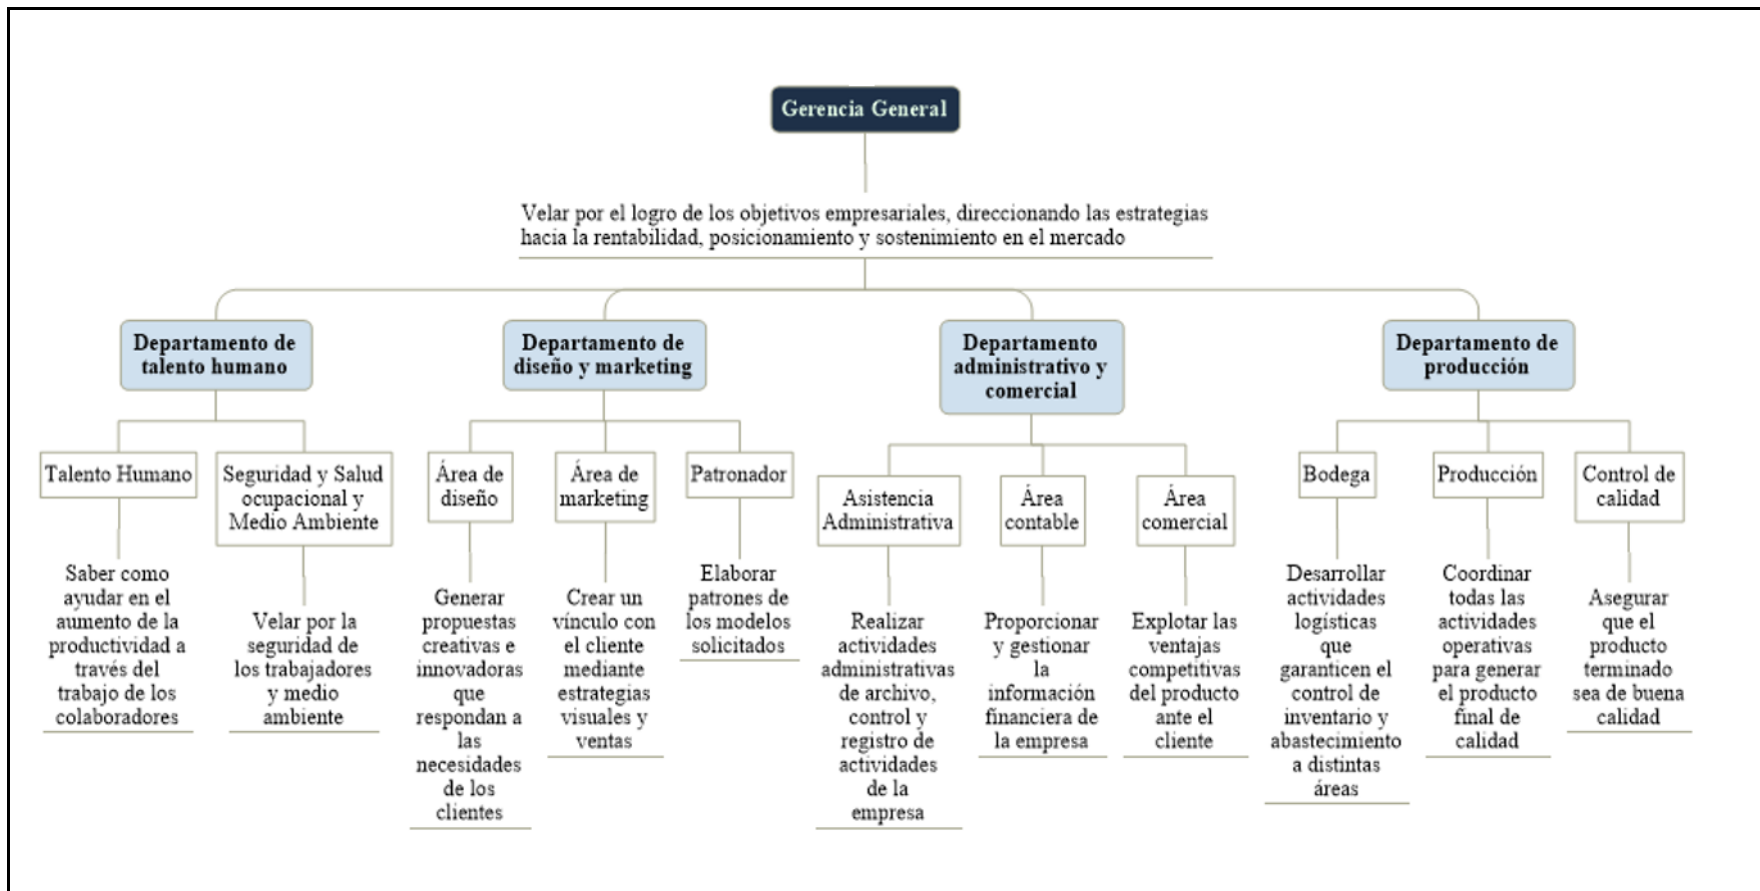 Gerencia General
Velar por el logro de los objetivos empresariales, direccionando las estrategias
hacia la rentabilidad, posicionamiento y sostenimiento en el mercado
Departamento de
talento humano
Departamento de
diseño y marketing
Departamento
administrativo y
comercial
Departamento de
producción
Talento Humano
Seguridad y Salud
ocupacional y
Medio Ambiente
Área de
diseño
Área de
marketing
Patronador
Asistencia
Administrativa
Área
contable
Área
comercial
Bodega
Producción
Control de
calidad
Saber como
ayudar en el
aumento de la
productividad a
través del
trabajo de los
colaboradores
Velar por la
seguridad de
los trabajadores
y medio
ambiente
Generar
propuestas
creativas e
innovadoras
que
respondan a
las
necesidades
de los
clientes
Crear un
vínculo con
el cliente
mediante
estrategias
visuales y
ventas
Elaborar
patrones de
los modelos
solicitados
Realizar
actividades
administrativas
de archivo,
control y
registro de
actividades
de la
empresa
Proporcionar
y gestionar
la
información
financiera de
la empresa
Explotar las
ventajas
competitivas
del producto
ante el
cliente
Desarrollar
actividades
logísticas
que
garanticen el
control de
inventario y
abastecimiento
a distintas
áreas
Coordinar
todas las
actividades
operativas
para generar
el producto
final de
calidad
Asegurar
que el
producto
terminado
sea de buena
calidad